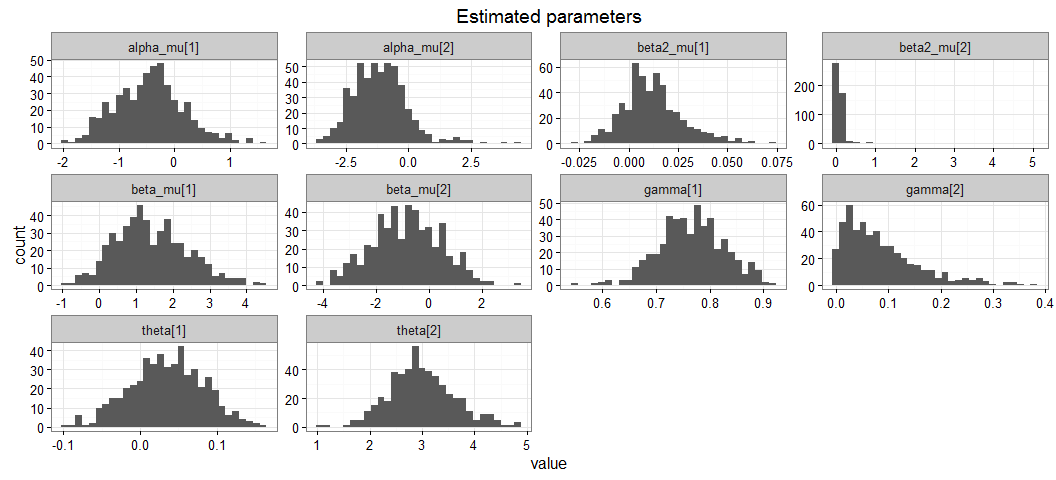 Estimated parameters
alpha_mu[1] alpha_mu[2] beta2_mu[1] beta2_mu[2]
50
40
30
20
10
0
-2 -1 0 1
50
40
30
20
10
0
-2.5 0.0 2.5
60
40
20
0
-0.025 0.000 0.025 0.050 0.075
200
100
0
0 1 2 3 4 5
beta_mu[1] beta_mu[2] gamma[1] gamma[2]
count
40
30
20
10
0
-1 0 1 2 3 4
40
30
20
10
0
-4 -2 0 2
50
40
30
20
10
0
0.6 0.7 0.8 0.9
60
40
20
0
0.0 0.1 0.2 0.3 0.4
theta[1] theta[2]
40
30
20
10
0
-0.1 0.0 0.1
40
20
0
1 2 3 4 5
value